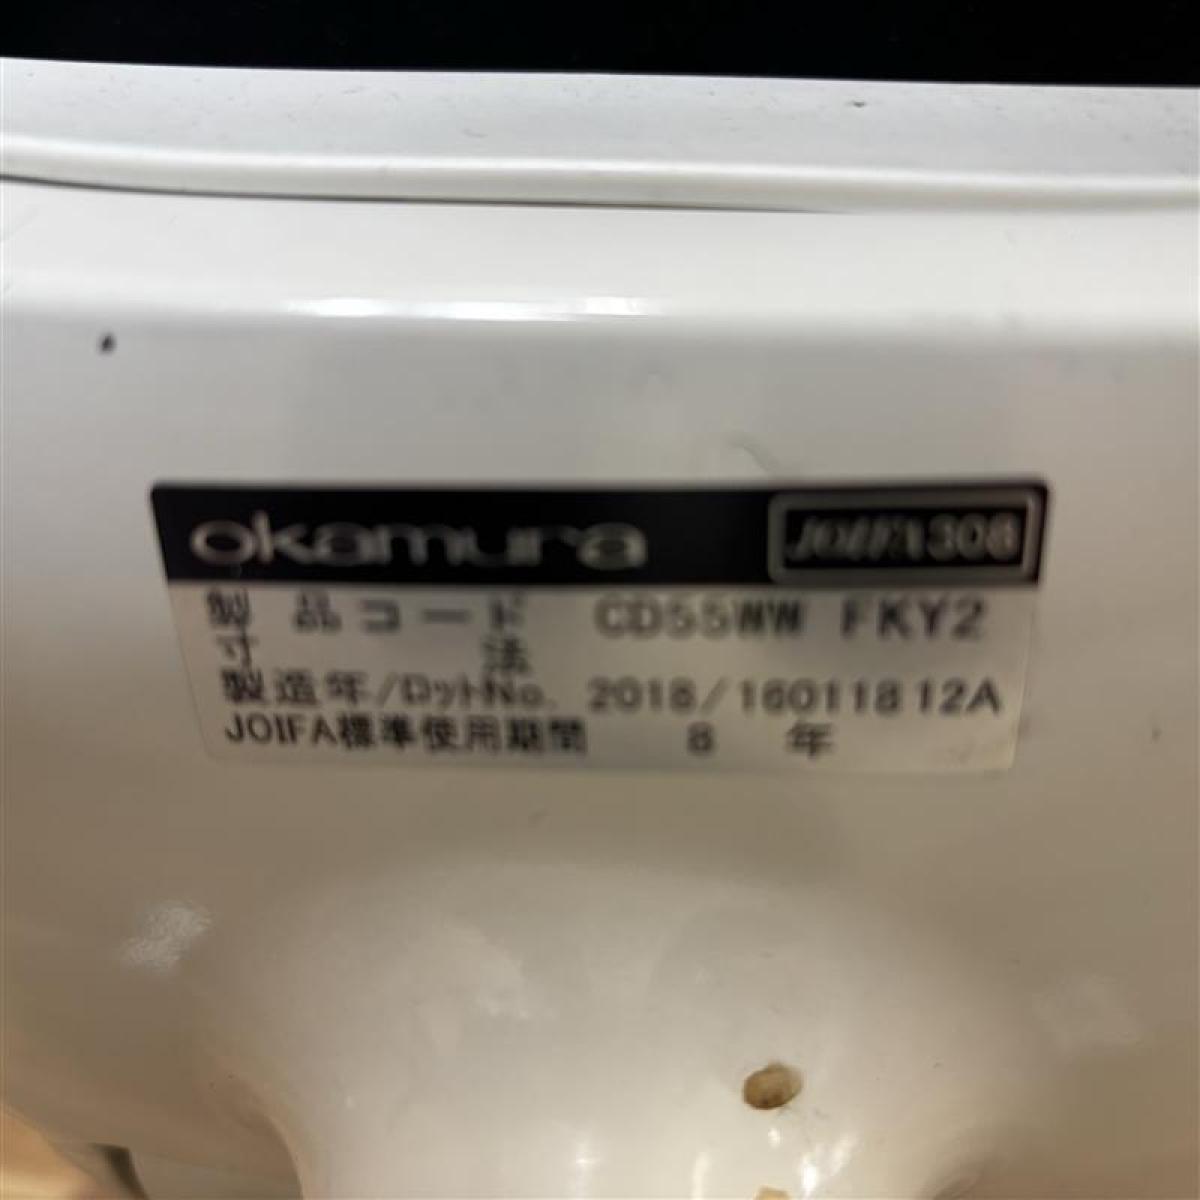 okamura JOIFA308
製品コード CD55WW FKY2
寸法
製造年/ロットNo. 2018/16011812A
JOIFA標準使用期間 8 年